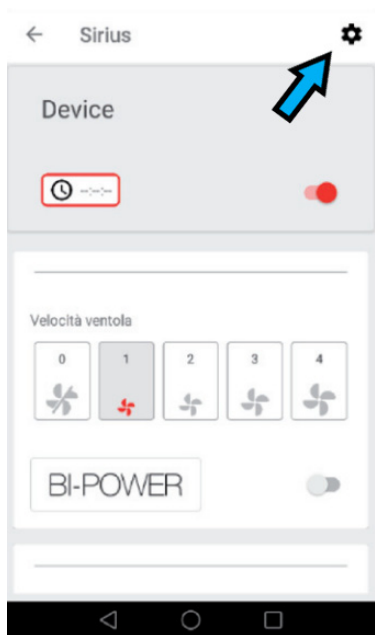 Sirius
Device
--:--:--
Velocità ventola
0 1 2 3 4
BI-POWER